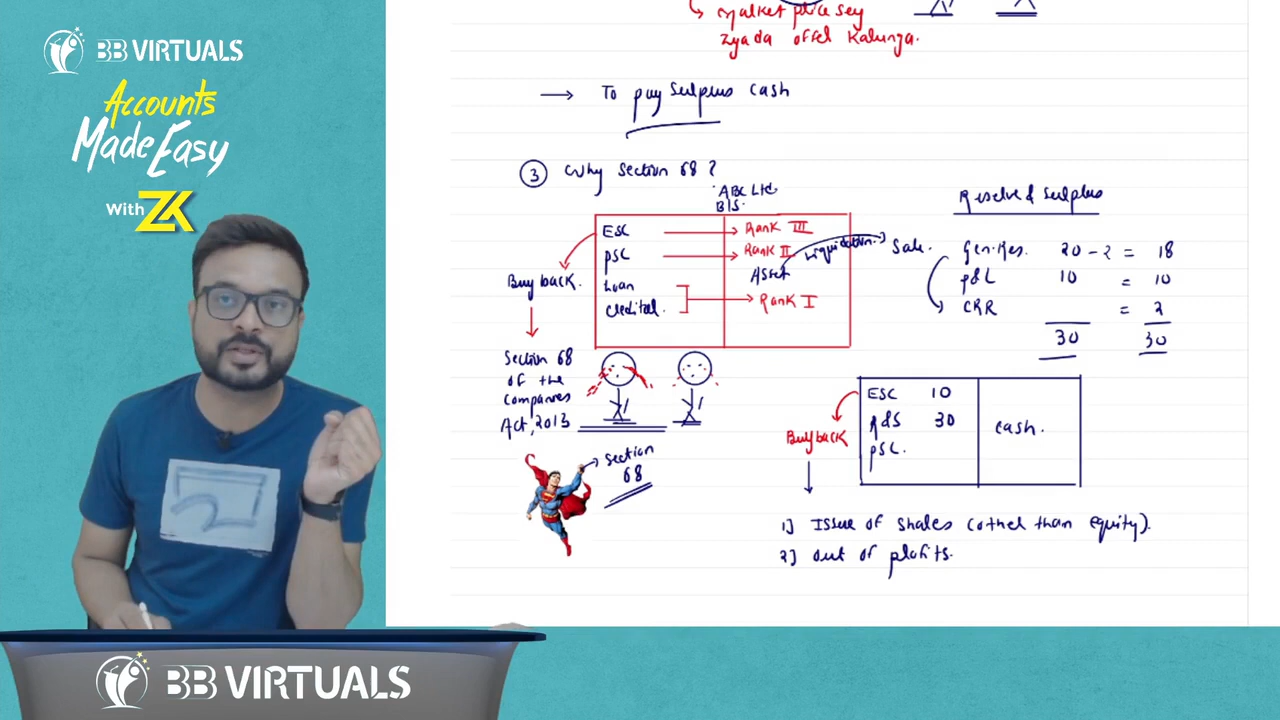 BB VIRTUALS
Accounts
Made Easy
With ZK
Market price sey
zyada offer karunga.
→ To pay surplus cash
③ Why Section 68 ?
ABC Ltd.
B/S.
ESC → Rank III
PSC → Rank II
Asset
Liquidation
Sale.
Loan
Creditor.
Rank I
Buy back.
Section 68
of the
Companies
Act, 2013
Section
68
Reserve & Surplus
Gen. Res. 20 - 2 = 18
P&L 10 = 10
CRR = 2
30 30
ESC 10
R&S 30
PSC.
Cash.
Buyback
1] Issue of shares (other than equity).
2] Out of profits.
BB VIRTUALS